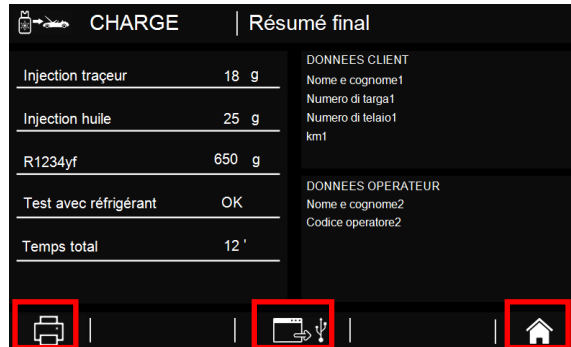 CHARGE
Résumé final
Injection traçeur 18 g
Injection huile 25 g
R1234yf 650 g
Test avec réfrigérant OK
Temps total 12 '
DONNEES CLIENT
Nome e cognome1
Numero di targa1
Numero di telaio1
km1
DONNEES OPERATEUR
Nome e cognome2
Codice operatore2